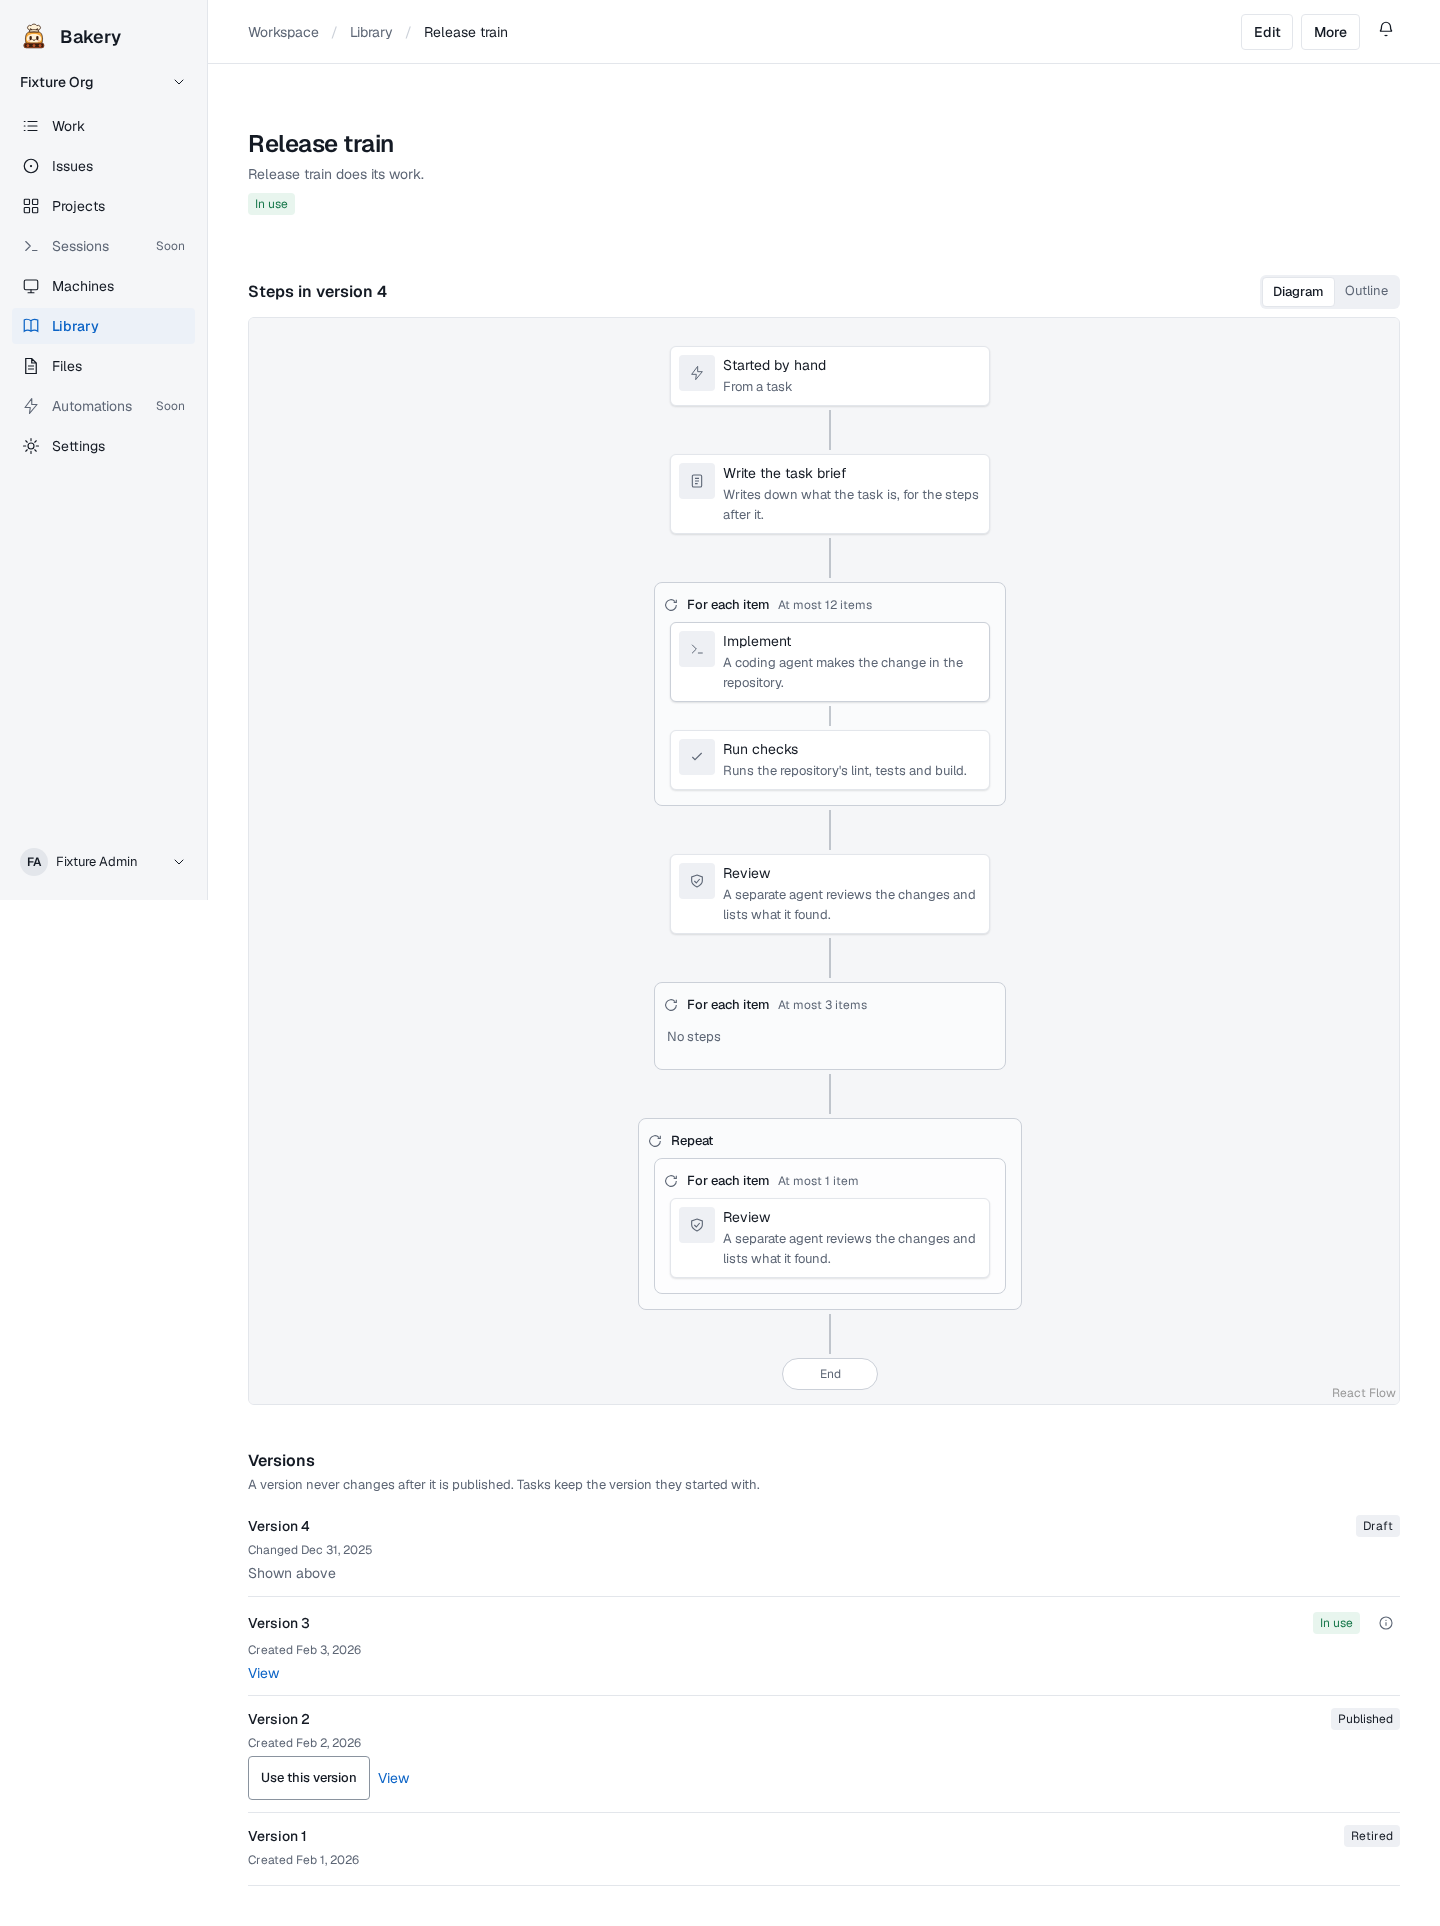 Bakery
Fixture Org
Work
Issues
Projects
Sessions Soon
Machines
Library
Files
Automations Soon
Settings
FA Fixture Admin
Workspace / Library / Release train
Edit More
Release train
Release train does its work.
In use
Steps in version 4
Diagram Outline
Started by hand
From a task
Write the task brief
Writes down what the task is, for the steps
after it.
For each item At most 12 items
Implement
A coding agent makes the change in the
repository.
Run checks
Runs the repository's lint, tests and build.
Review
A separate agent reviews the changes and
lists what it found.
For each item At most 3 items
No steps
Repeat
For each item At most 1 item
Review
A separate agent reviews the changes and
lists what it found.
End
React Flow
Versions
A version never changes after it is published. Tasks keep the version they started with.
Version 4 Draft
Changed Dec 31, 2025
Shown above
Version 3 In use
Created Feb 3, 2026
View
Version 2 Published
Created Feb 2, 2026
Use this version View
Version 1 Retired
Created Feb 1, 2026